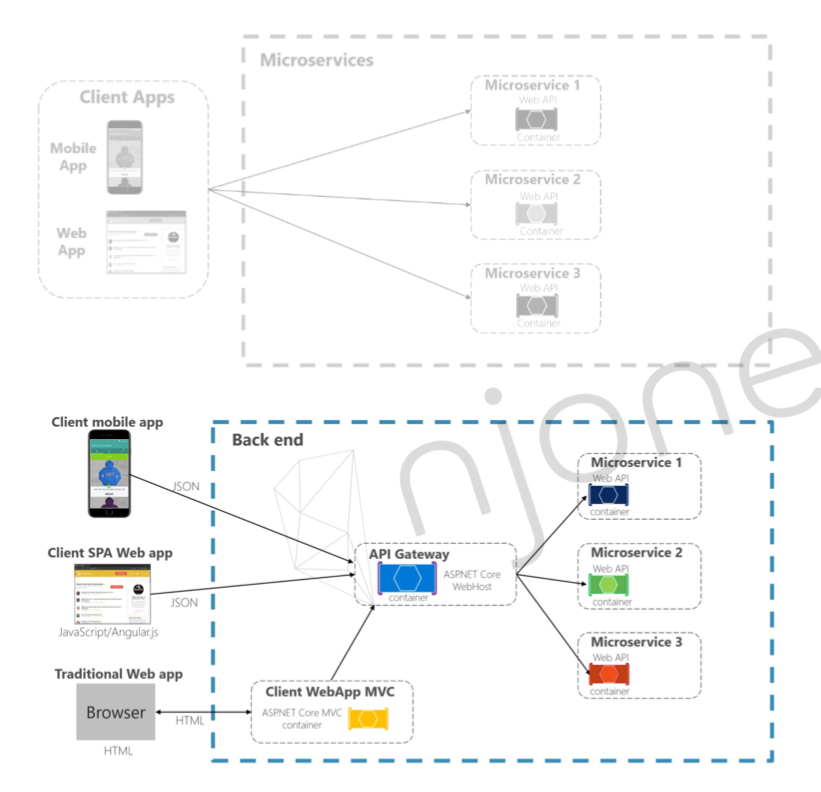 Microservices
Client Apps
Mobile
App
Web
App
Microservice 1
Web API
Container
Microservice 2
Web API
Container
Microservice 3
Web API
Container
Client mobile app
JSON
Client SPA Web app
JSON
JavaScript/Angular.js
Traditional Web app
Browser
HTML
HTML
Back end
API Gateway
ASP.NET Core
WebHost
container
Client WebApp MVC
ASP.NET Core MVC
container
Microservice 1
Web API
container
Microservice 2
Web API
container
Microservice 3
Web API
container
njone